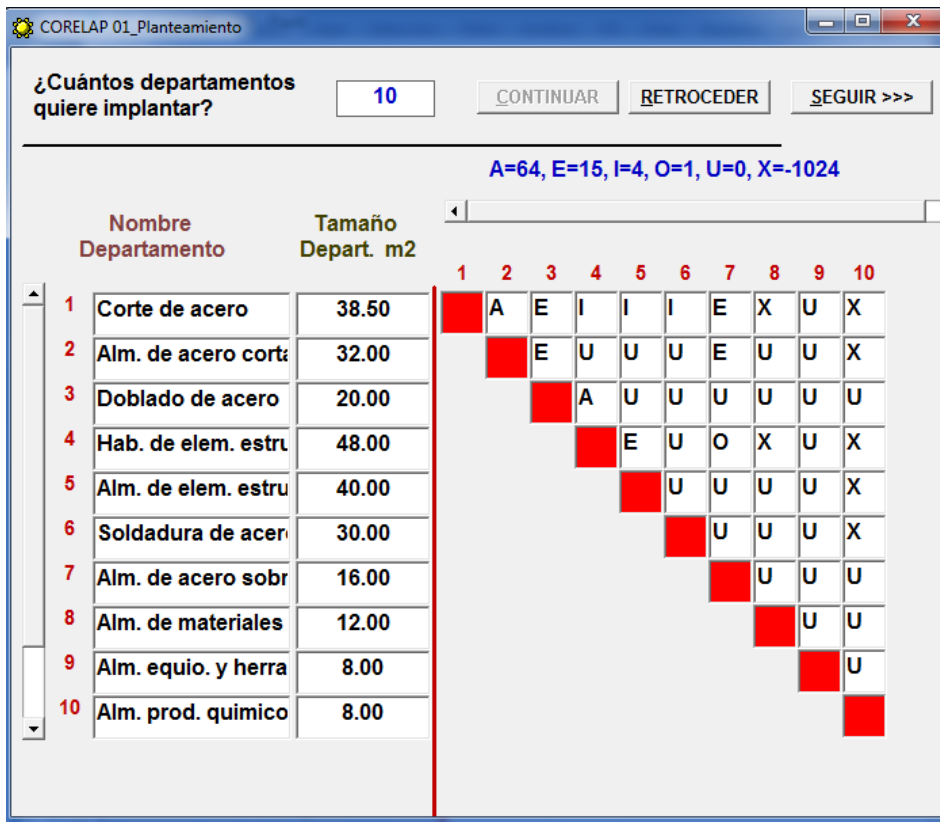 CORELAP 01_Planteamiento
¿Cuántos departamentos
quiere implantar?
10
CONTINUAR
RETROCEDER
SEGUIR >>>
A=64, E=15, I=4, O=1, U=0, X=-1024
Nombre
Departamento
Tamaño
Depart. m2
1 2 3 4 5 6 7 8 9 10
1 Corte de acero 38.50 A E I I I E X U X
2 Alm. de acero corta 32.00 E U U U E U U X
3 Doblado de acero 20.00 A U U U U U U
4 Hab. de elem. estru 48.00 E U O X U X
5 Alm. de elem. estru 40.00 U U U U X
6 Soldadura de acer 30.00 U U U X
7 Alm. de acero sobr 16.00 U U U
8 Alm. de materiales 12.00 U U
9 Alm. equio. y herra 8.00 U
10 Alm. prod. quimico 8.00